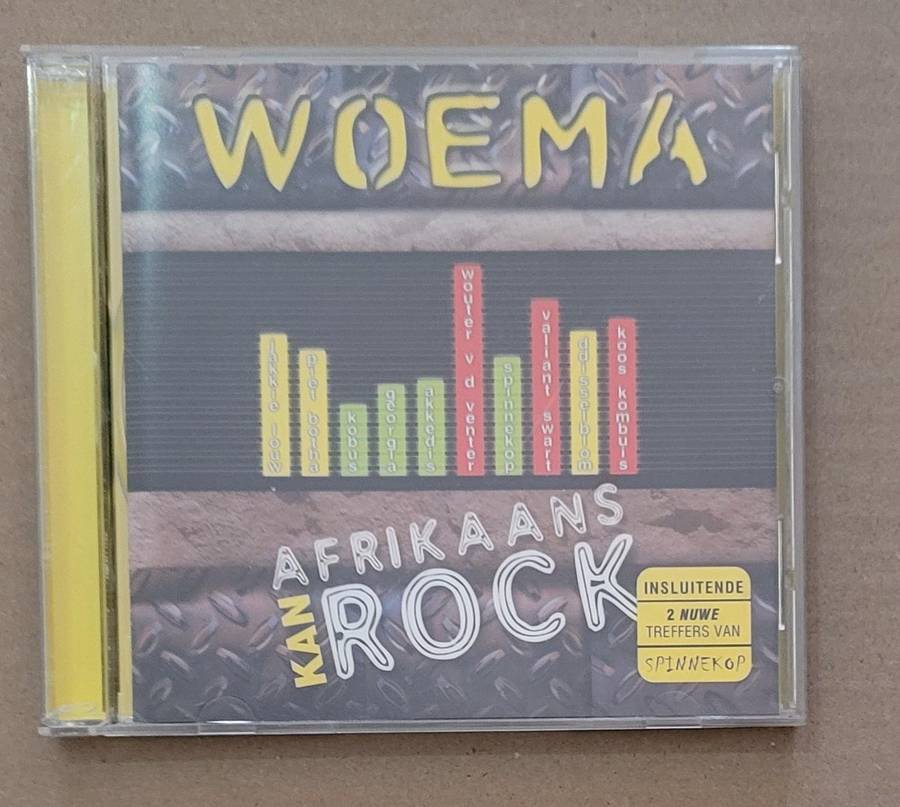 WOEMA
jakkie louw
piet botha
kobus
georgia
akkedis
wouter v d venter
spinnekop
valiant swart
ddisselblom
koos kombuis
AFRIKAANS
KAN ROCK
INSLUITENDE
2 NUWE
TREFFERS VAN
SPINNEKOP